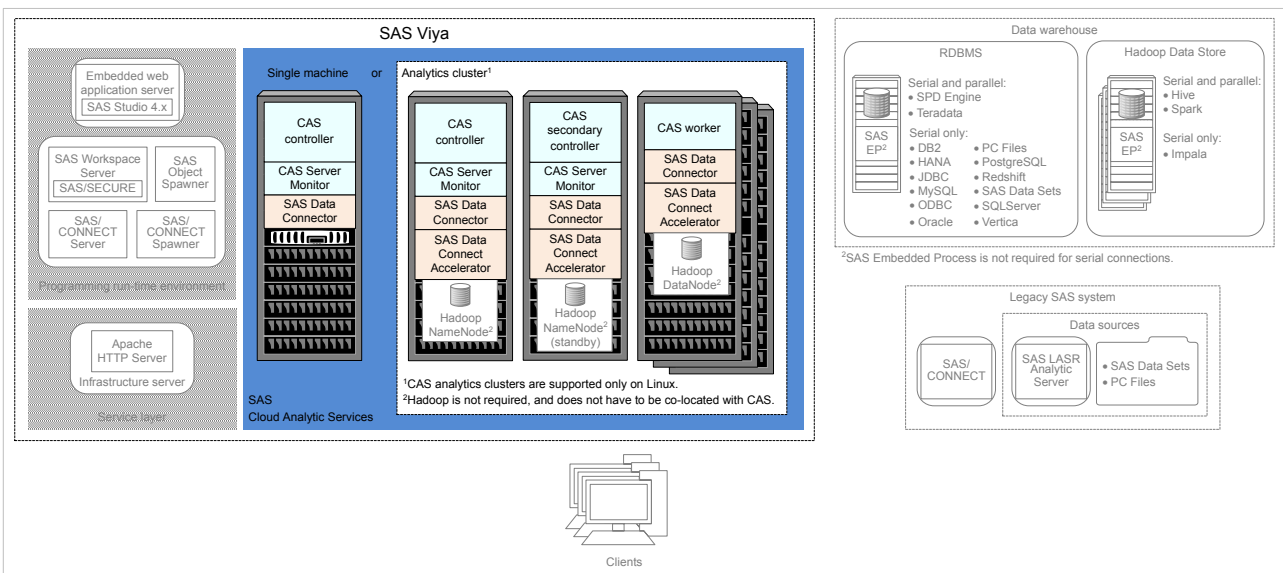 SAS Viya
Embedded web
application server
SAS Studio 4.x
SAS Workspace
Server
SAS/SECURE
SAS
Object
Spawner
SAS/
CONNECT
Server
SAS/
CONNECT
Spawner
Programming run-time environment
Apache
HTTP Server
Infrastructure server
Service layer
Single machine
or
Analytics cluster1
CAS
controller
CAS Server
Monitor
SAS Data
Connector
CAS
controller
CAS Server
Monitor
SAS Data
Connector
SAS Data
Connect
Accelerator
Hadoop
NameNode2
CAS
secondary
controller
CAS Server
Monitor
SAS Data
Connector
SAS Data
Connect
Accelerator
Hadoop
NameNode2
(standby)
CAS worker
SAS Data
Connector
SAS Data
Connect
Accelerator
Hadoop
DataNode2
1CAS analytics clusters are supported only on Linux.
2Hadoop is not required, and does not have to be co-located with CAS.
SAS
Cloud Analytic Services
Data warehouse
RDBMS
SAS
EP2
Serial and parallel:
• SPD Engine
• Teradata
Serial only:
• DB2
• HANA
• JDBC
• MySQL
• ODBC
• Oracle
• PC Files
• PostgreSQL
• Redshift
• SAS Data Sets
• SQLServer
• Vertica
Hadoop Data Store
SAS
EP2
Serial and parallel:
• Hive
• Spark
Serial only:
• Impala
2SAS Embedded Process is not required for serial connections.
Legacy SAS system
SAS/
CONNECT
Data sources
SAS LASR
Analytic
Server
• SAS Data Sets
• PC Files
Clients